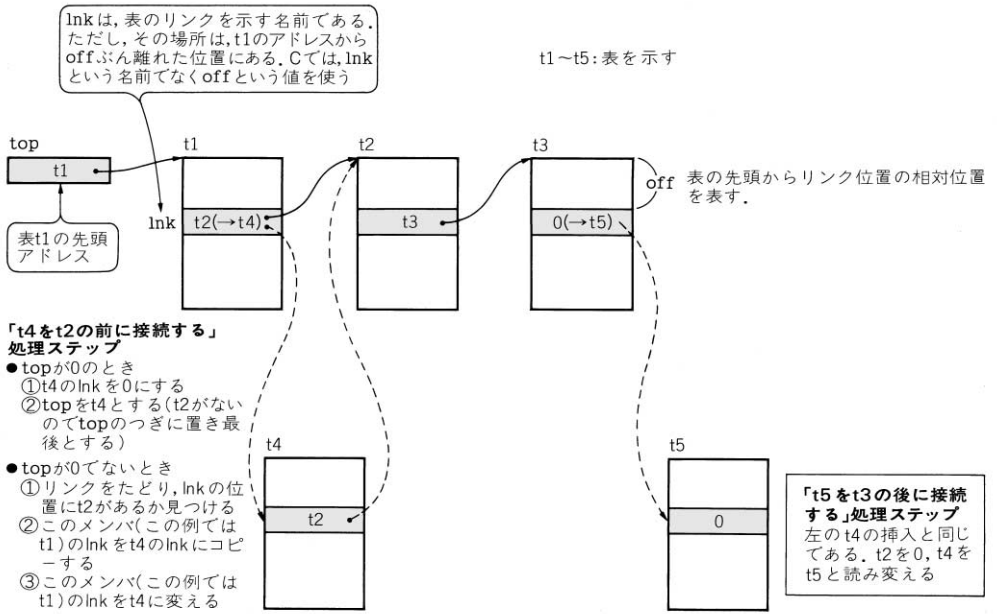 lnkは，表のリンクを示す名前である．
ただし，その場所は，t1のアドレスから
offぶん離れた位置にある．Cでは，lnk
という名前でなくoffという値を使う
t1～t5：表を示す
top
t1
t2
t3
t1
lnk
t2(→t4)
t3
0(→t5)
off
表の先頭からリンク位置の相対位置
を表す．
表t1の先頭
アドレス
「t4をt2の前に接続する」
処理ステップ
●topが0のとき
①t4のlnkを0にする
②topをt4とする(t2がない
のでtopのつぎに置き最
後とする)
●topが0でないとき
①リンクをたどり，lnkの位
置にt2があるか見つける
②このメンバ(この例では
t1)のlnkをt4のlnkにコピ
ーする
③このメンバ(この例では
t1)のlnkをt4に変える
t4
t2
t5
0
「t5をt3の後に接続
する」処理ステップ
左のt4の挿入と同じ
である．t2を0，t4を
t5と読み変える